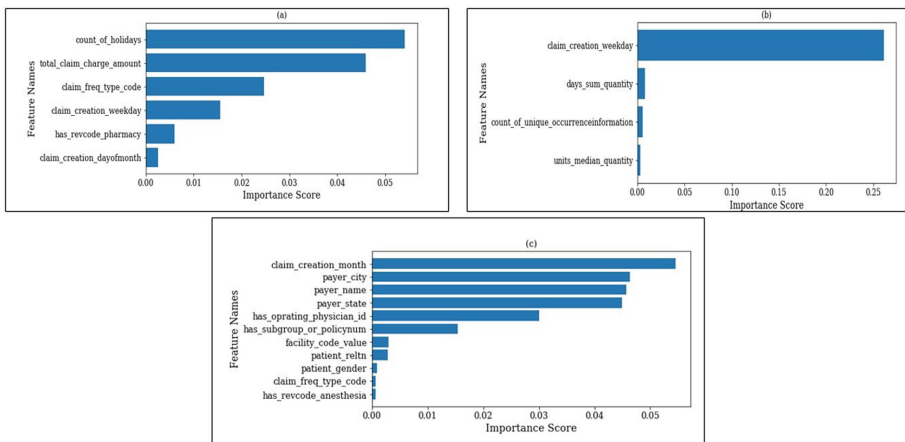 (a)
Feature Names
count_of_holidays
total_claim_charge_amount
claim_freq_type_code
claim_creation_weekday
has_revcode_pharmacy
claim_creation_dayofmonth
0.00 0.01 0.02 0.03 0.04 0.05
Importance Score
(b)
Feature Names
claim_creation_weekday
days_sum_quantity
count_of_unique_occurrenceinformation
units_median_quantity
0.00 0.05 0.10 0.15 0.20 0.25
Importance Score
(c)
Feature Names
claim_creation_month
payer_city
payer_name
payer_state
has_oprating_physician_id
has_subgroup_or_policynum
facility_code_value
patient_reltn
patient_gender
claim_freq_type_code
has_revcode_anesthesia
0.00 0.01 0.02 0.03 0.04 0.05
Importance Score